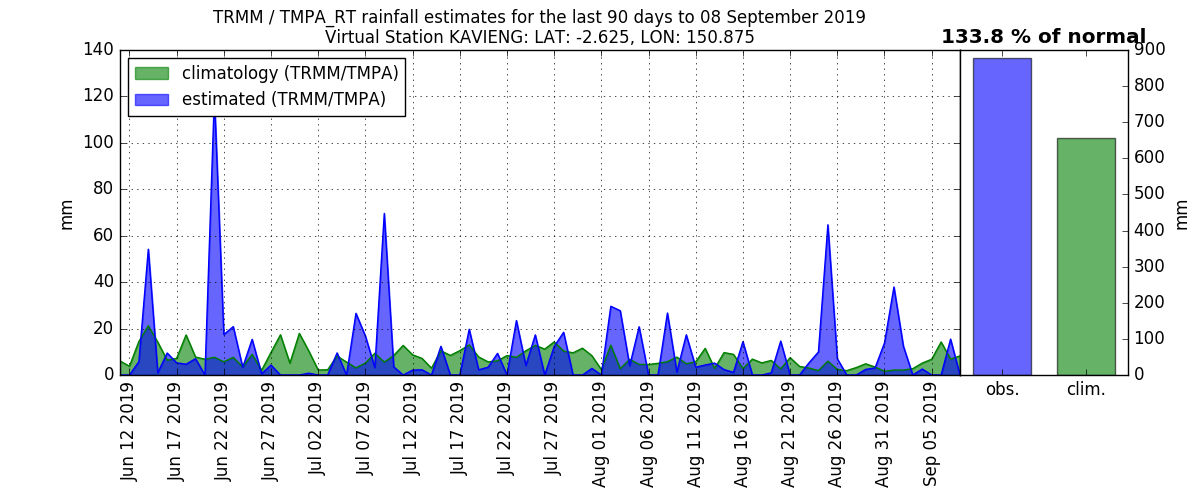 TRMM / TMPA_RT rainfall estimates for the last 90 days to 08 September 2019
Virtual Station KAVIENG: LAT: -2.625, LON: 150.875
133.8 % of normal
climatology (TRMM/TMPA)
estimated (TRMM/TMPA)
140
120
100
80
60
40
20
0
mm
Jun 12 2019
Jun 17 2019
Jun 22 2019
Jun 27 2019
Jul 02 2019
Jul 07 2019
Jul 12 2019
Jul 17 2019
Jul 22 2019
Jul 27 2019
Aug 01 2019
Aug 06 2019
Aug 11 2019
Aug 16 2019
Aug 21 2019
Aug 26 2019
Aug 31 2019
Sep 05 2019
obs.
clim.
900
800
700
600
500
400
300
200
100
0
mm